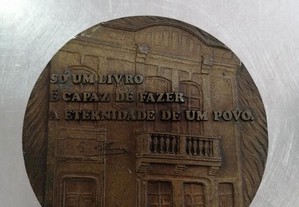 SÓ UM LIVRO
É CAPAZ DE FAZER
A ETERNIDADE DE UM POVO.